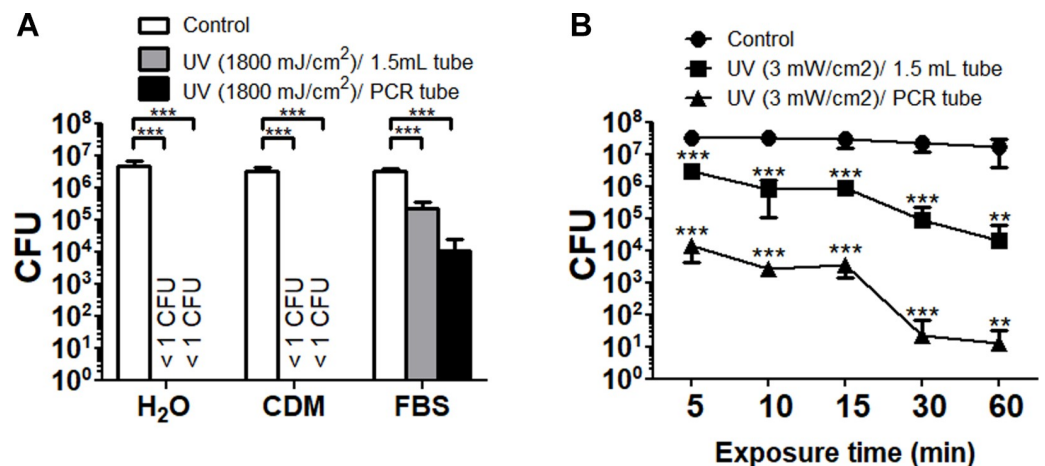 A
Control
UV (1800 mJ/cm²)/ 1.5mL tube
UV (1800 mJ/cm²)/ PCR tube
*** *** ***
*** *** ***
10⁸
10⁷
10⁶
10⁵
10⁴
10³
10²
10¹
10⁰
CFU
< 1 CFU
< 1 CFU
< 1 CFU
< 1 CFU
H₂O CDM FBS
B
Control
UV (3 mW/cm2)/ 1.5 mL tube
UV (3 mW/cm2)/ PCR tube
10⁸
10⁷
10⁶
10⁵
10⁴
10³
10²
10¹
10⁰
CFU
*** *** *** *** **
*** *** *** *** **
5 10 15 30 60
Exposure time (min)